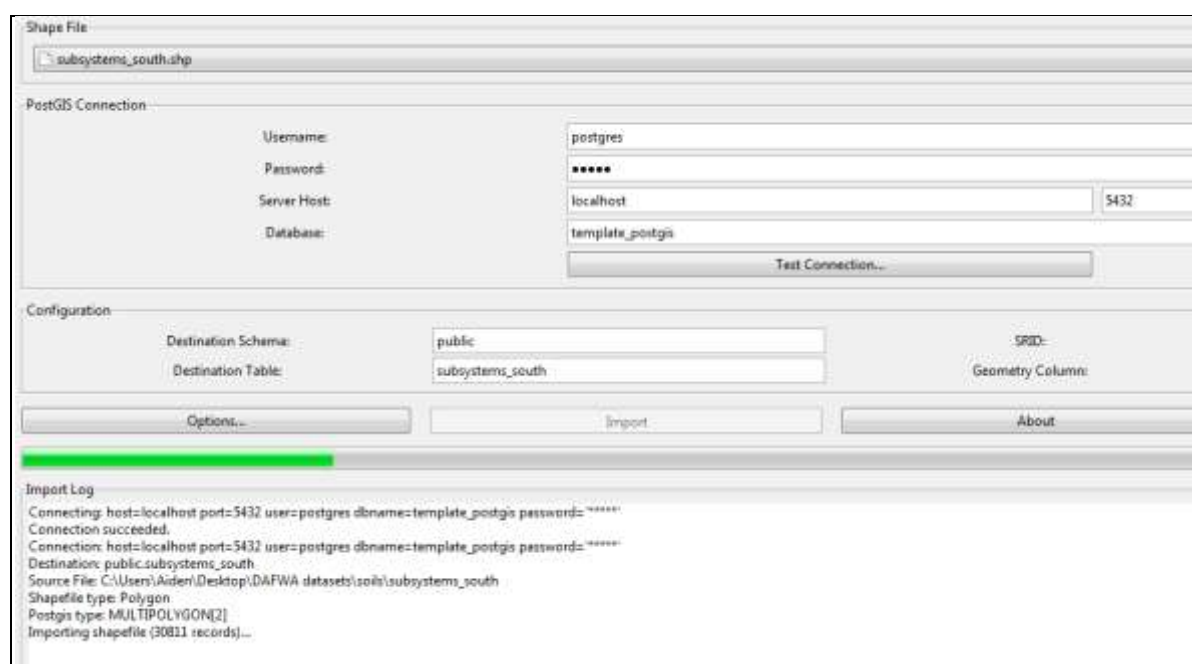 Shape File
subsystems_south.shp
PostGIS Connection
Username:
postgres
Password:
•••••
Server Host:
localhost
5432
Database:
template_postgis
Test Connection...
Configuration
Destination Schema:
public
SRID:
Destination Table:
subsystems_south
Geometry Column:
Options...
Import
About
Import Log
Connecting: host=localhost port=5432 user=postgres dbname=template_postgis password='*****'
Connection succeeded.
Connection: host=localhost port=5432 user=postgres dbname=template_postgis password='*****'
Destination: public.subsystems_south
Source File: C:\Users\Aiden\Desktop\DAFWA datasets\soils\subsystems_south
Shapefile type: Polygon
Postgis type: MULTIPOLYGON[2]
Importing shapefile (30811 records)...